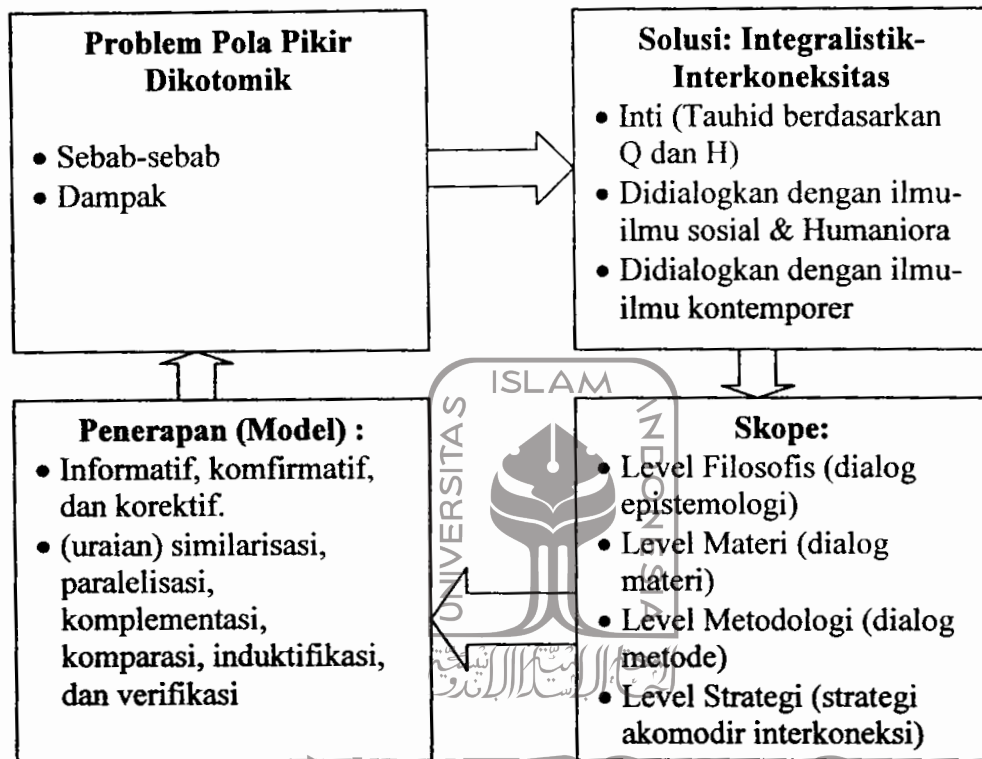 Problem Pola Pikir
Dikotomik
• Sebab-sebab
• Dampak
Solusi: Integralistik-
Interkoneksitas
• Inti (Tauhid berdasarkan
Q dan H)
• Didialogkan dengan ilmu-
ilmu sosial & Humaniora
• Didialogkan dengan ilmu-
ilmu kontemporer
Penerapan (Model) :
• Informatif, komfirmatif,
dan korektif.
• (uraian) similarisasi,
paralelisasi,
komplementasi,
komparasi, induktifikasi,
dan verifikasi
Skope:
• Level Filosofis (dialog
epistemologi)
• Level Materi (dialog
materi)
• Level Metodologi (dialog
metode)
• Level Strategi (strategi
akomodir interkoneksi)
UNIVERSITAS
ISLAM
INDONESIA